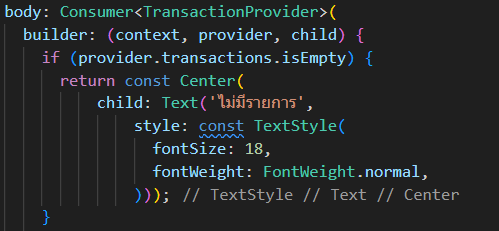 body: Consumer<TransactionProvider>(
builder: (context, provider, child) {
if (provider.transactions.isEmpty) {
return const Center(
child: Text('ไม่มีรายการ',
style: const TextStyle(
fontSize: 18,
fontWeight: FontWeight.normal,
))); // TextStyle // Text // Center
}